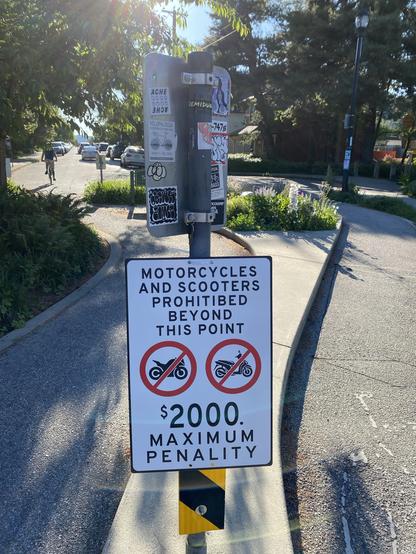 MOTORCYCLES
AND SCOOTERS
PROHIBITED
BEYOND
THIS POINT
$2000.
MAXIMUM
PENALITY